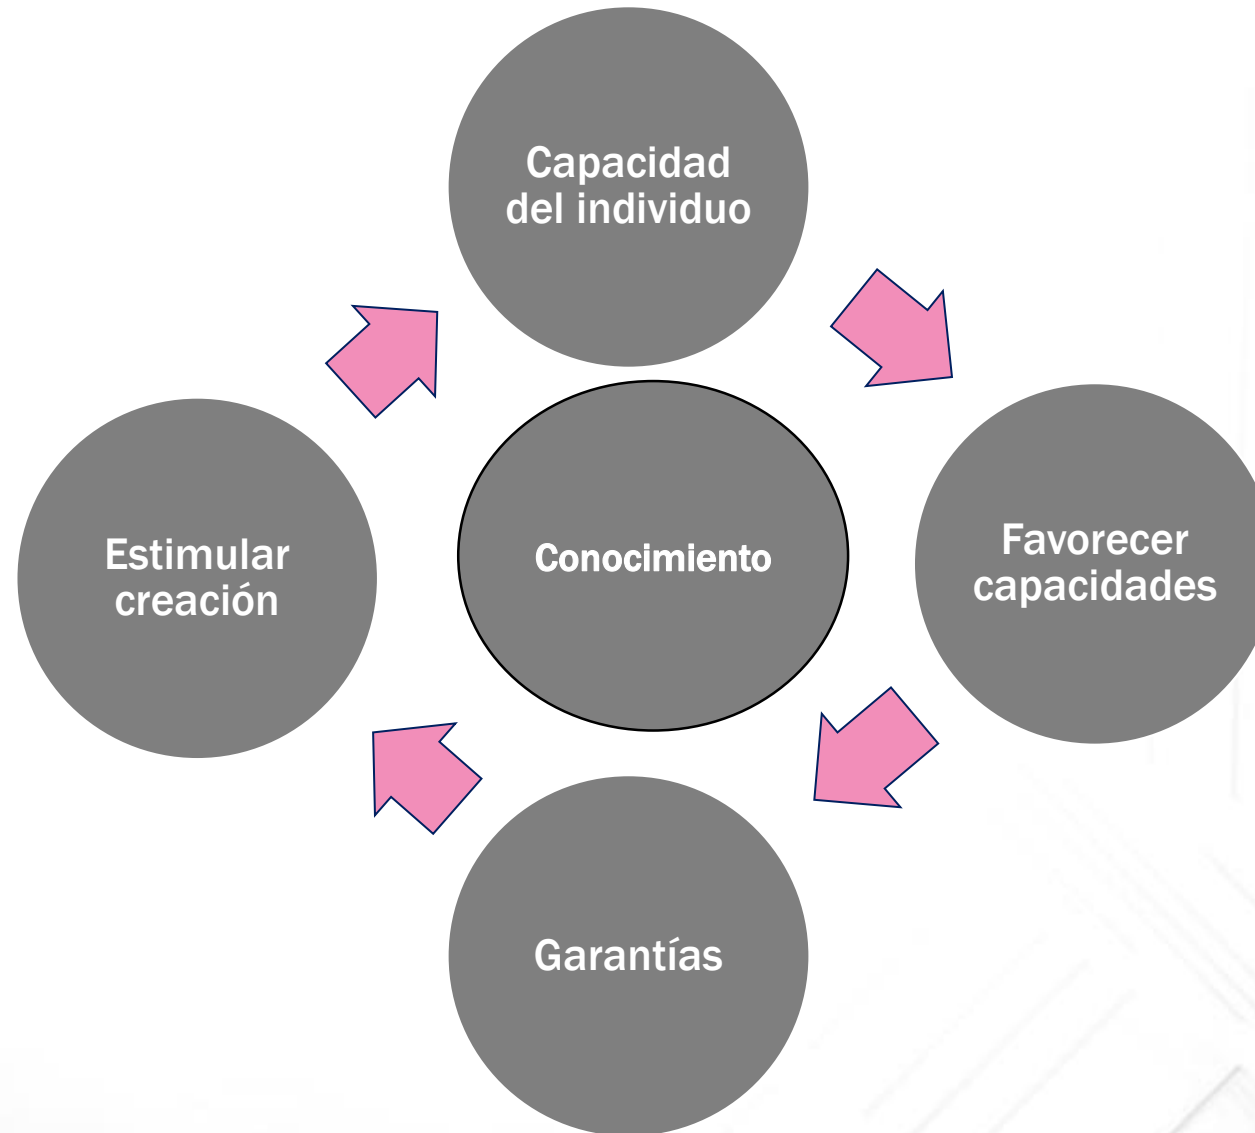 Capacidad
del individuo
Estimular
creación
Conocimiento
Favorecer
capacidades
Garantías